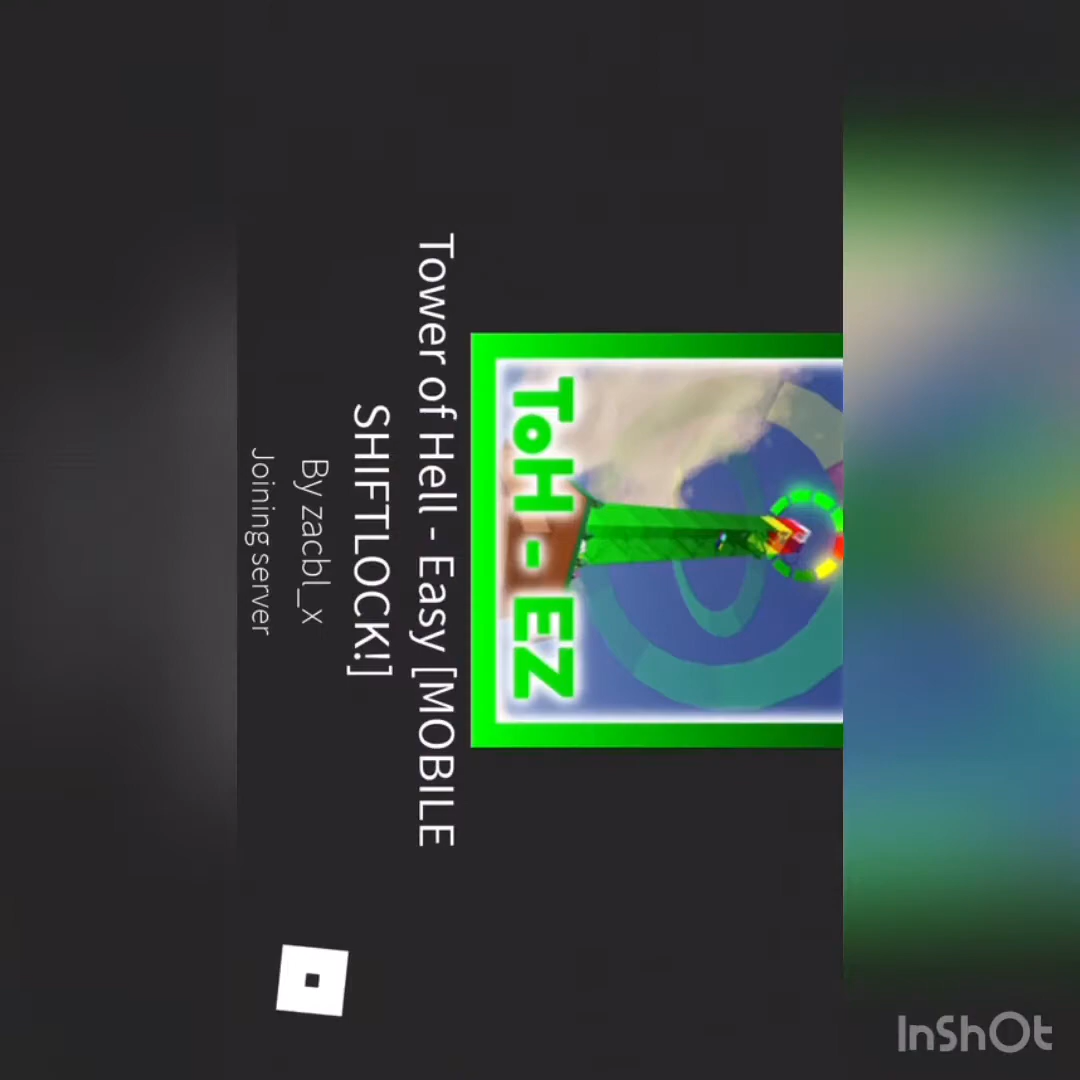 ToH - EZ
Tower of Hell - Easy [MOBILE
SHIFTLOCK!]
By zacbl_x
Joining server
InShOt